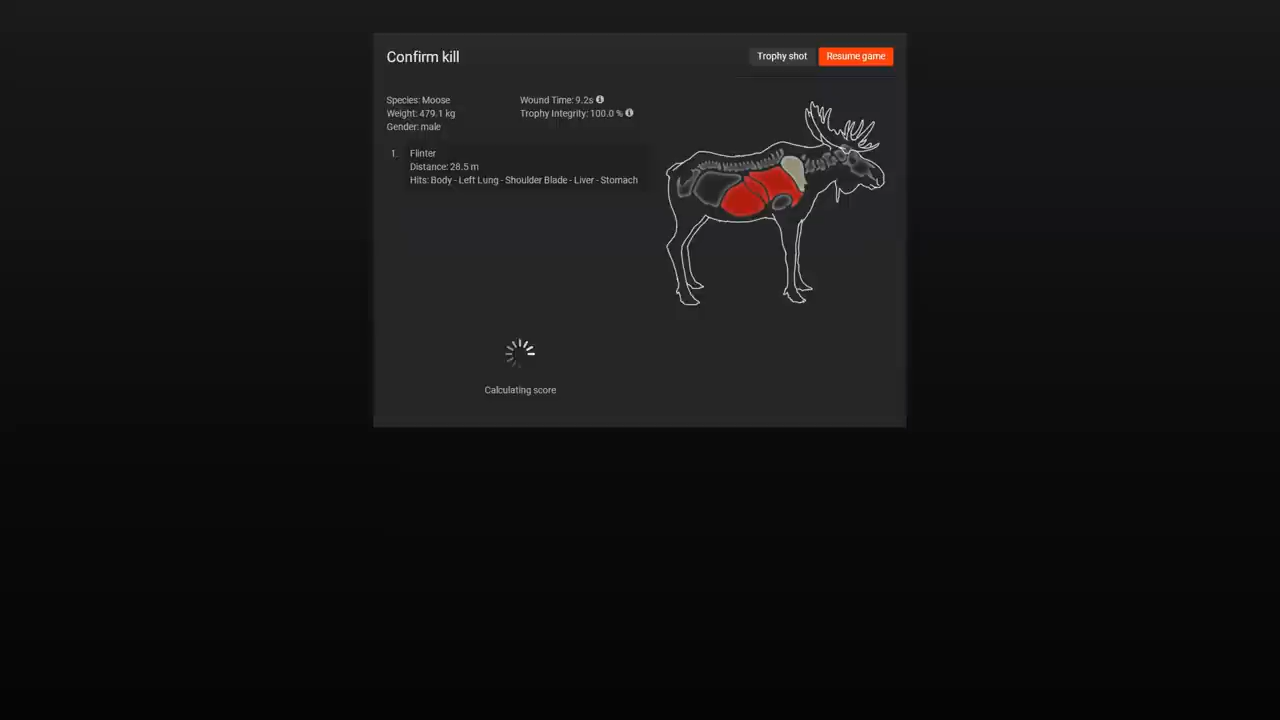 Confirm kill
Trophy shot
Resume game
Species: Moose
Weight: 479.1 kg
Gender: male
Wound Time: 9.2s
Trophy Integrity: 100.0 %
1. Flinter
Distance: 28.5 m
Hits: Body - Left Lung - Shoulder Blade - Liver - Stomach
Calculating score